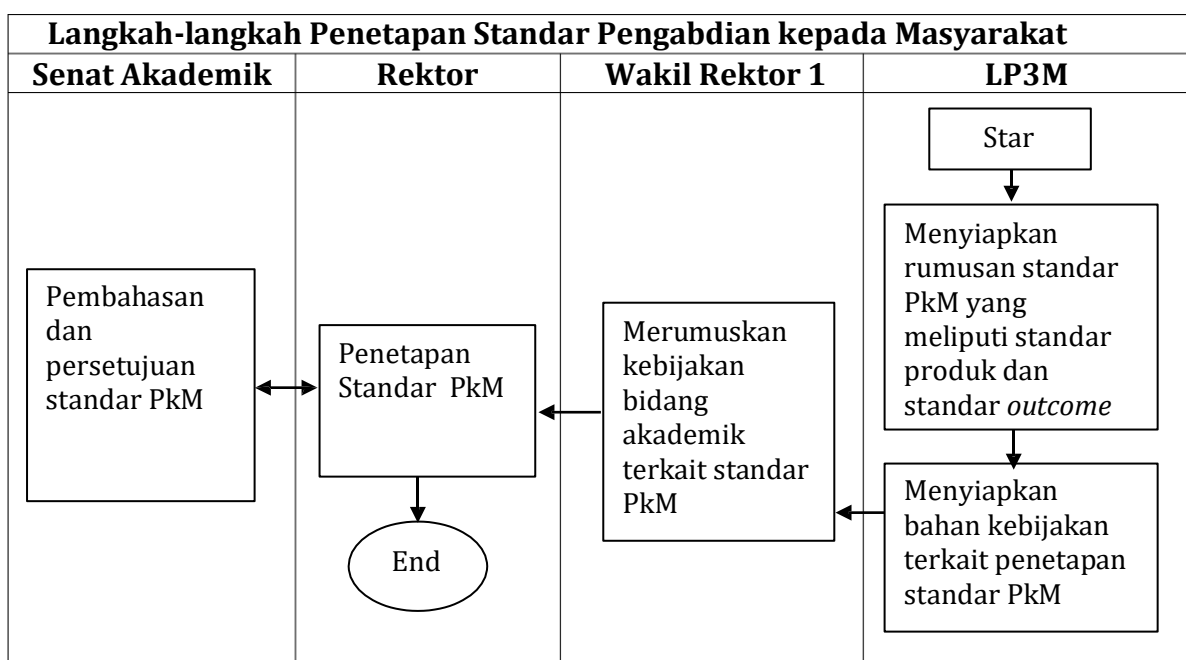 Langkah-langkah Penetapan Standar Pengabdian kepada Masyarakat
Senat Akademik
Rektor
Wakil Rektor 1
LP3M
Star
Menyiapkan
rumusan standar
PkM yang
meliputi standar
produk dan
standar outcome
Menyiapkan
bahan kebijakan
terkait penetapan
standar PkM
Merumuskan
kebijakan
bidang
akademik
terkait standar
PkM
Penetapan
Standar PkM
Pembahasan
dan
persetujuan
standar PkM
End